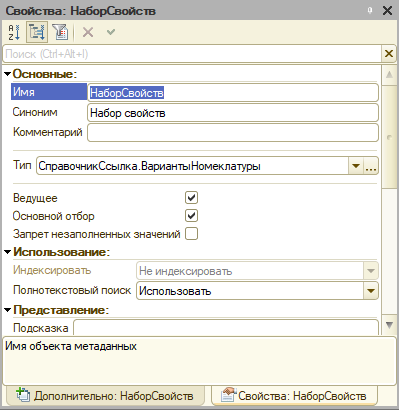 Свойства: НаборСвойств
Поиск (Ctrl+Alt+I)
Основные:
Имя НаборСвойств
Синоним Набор свойств
Комментарий
Тип СправочникСсылка.ВариантыНомеклатуры ...
Ведущее
Основной отбор
Запрет незаполненных значений
Использование:
Индексировать Не индексировать
Полнотекстовый поиск Использовать
Представление:
Подсказка
Имя объекта метаданных
Дополнительно: НаборСвойств Свойства: НаборСвойств